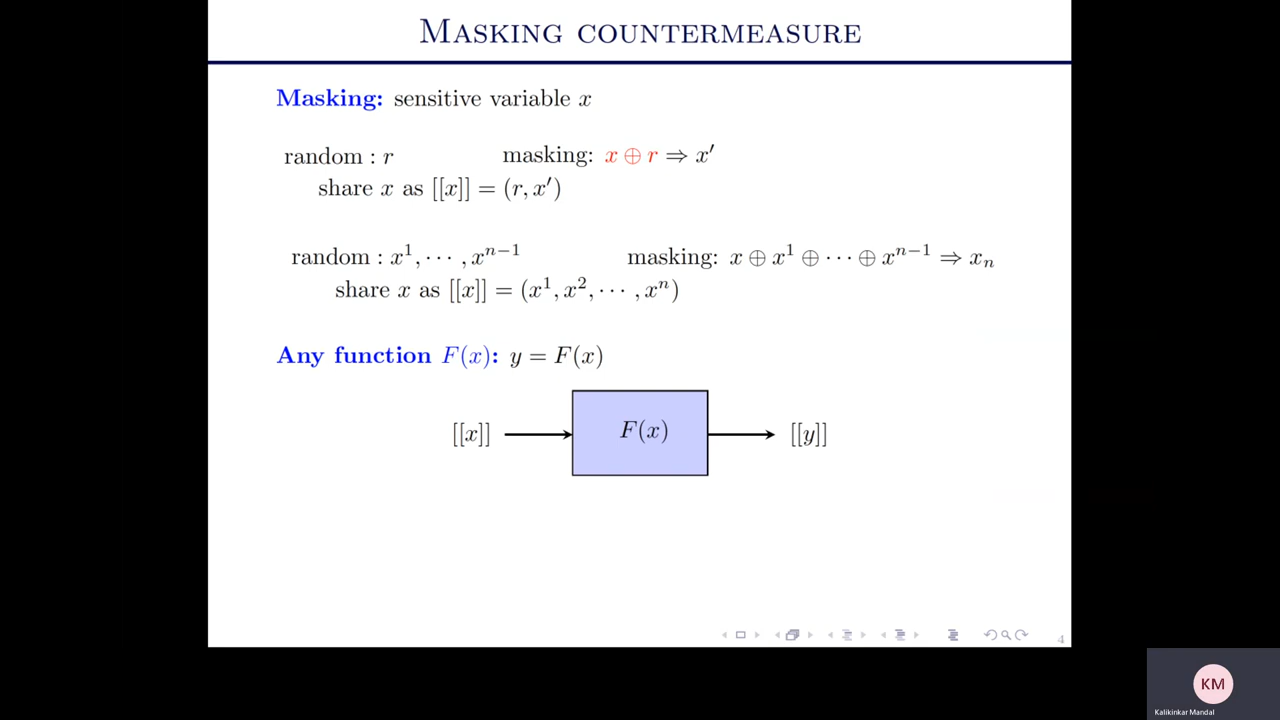 MASKING COUNTERMEASURE
Masking: sensitive variable x
random : r masking: x ⊕ r ⇒ x′
share x as [[x]] = (r, x′)
random : x¹, ⋯ , xⁿ⁻¹ masking: x ⊕ x¹ ⊕ ⋯ ⊕ xⁿ⁻¹ ⇒ xₙ
share x as [[x]] = (x¹, x², ⋯ , xⁿ)
Any function F(x): y = F(x)
[[x]] F(x) [[y]]
4
KM
Kalikinkar Mandal